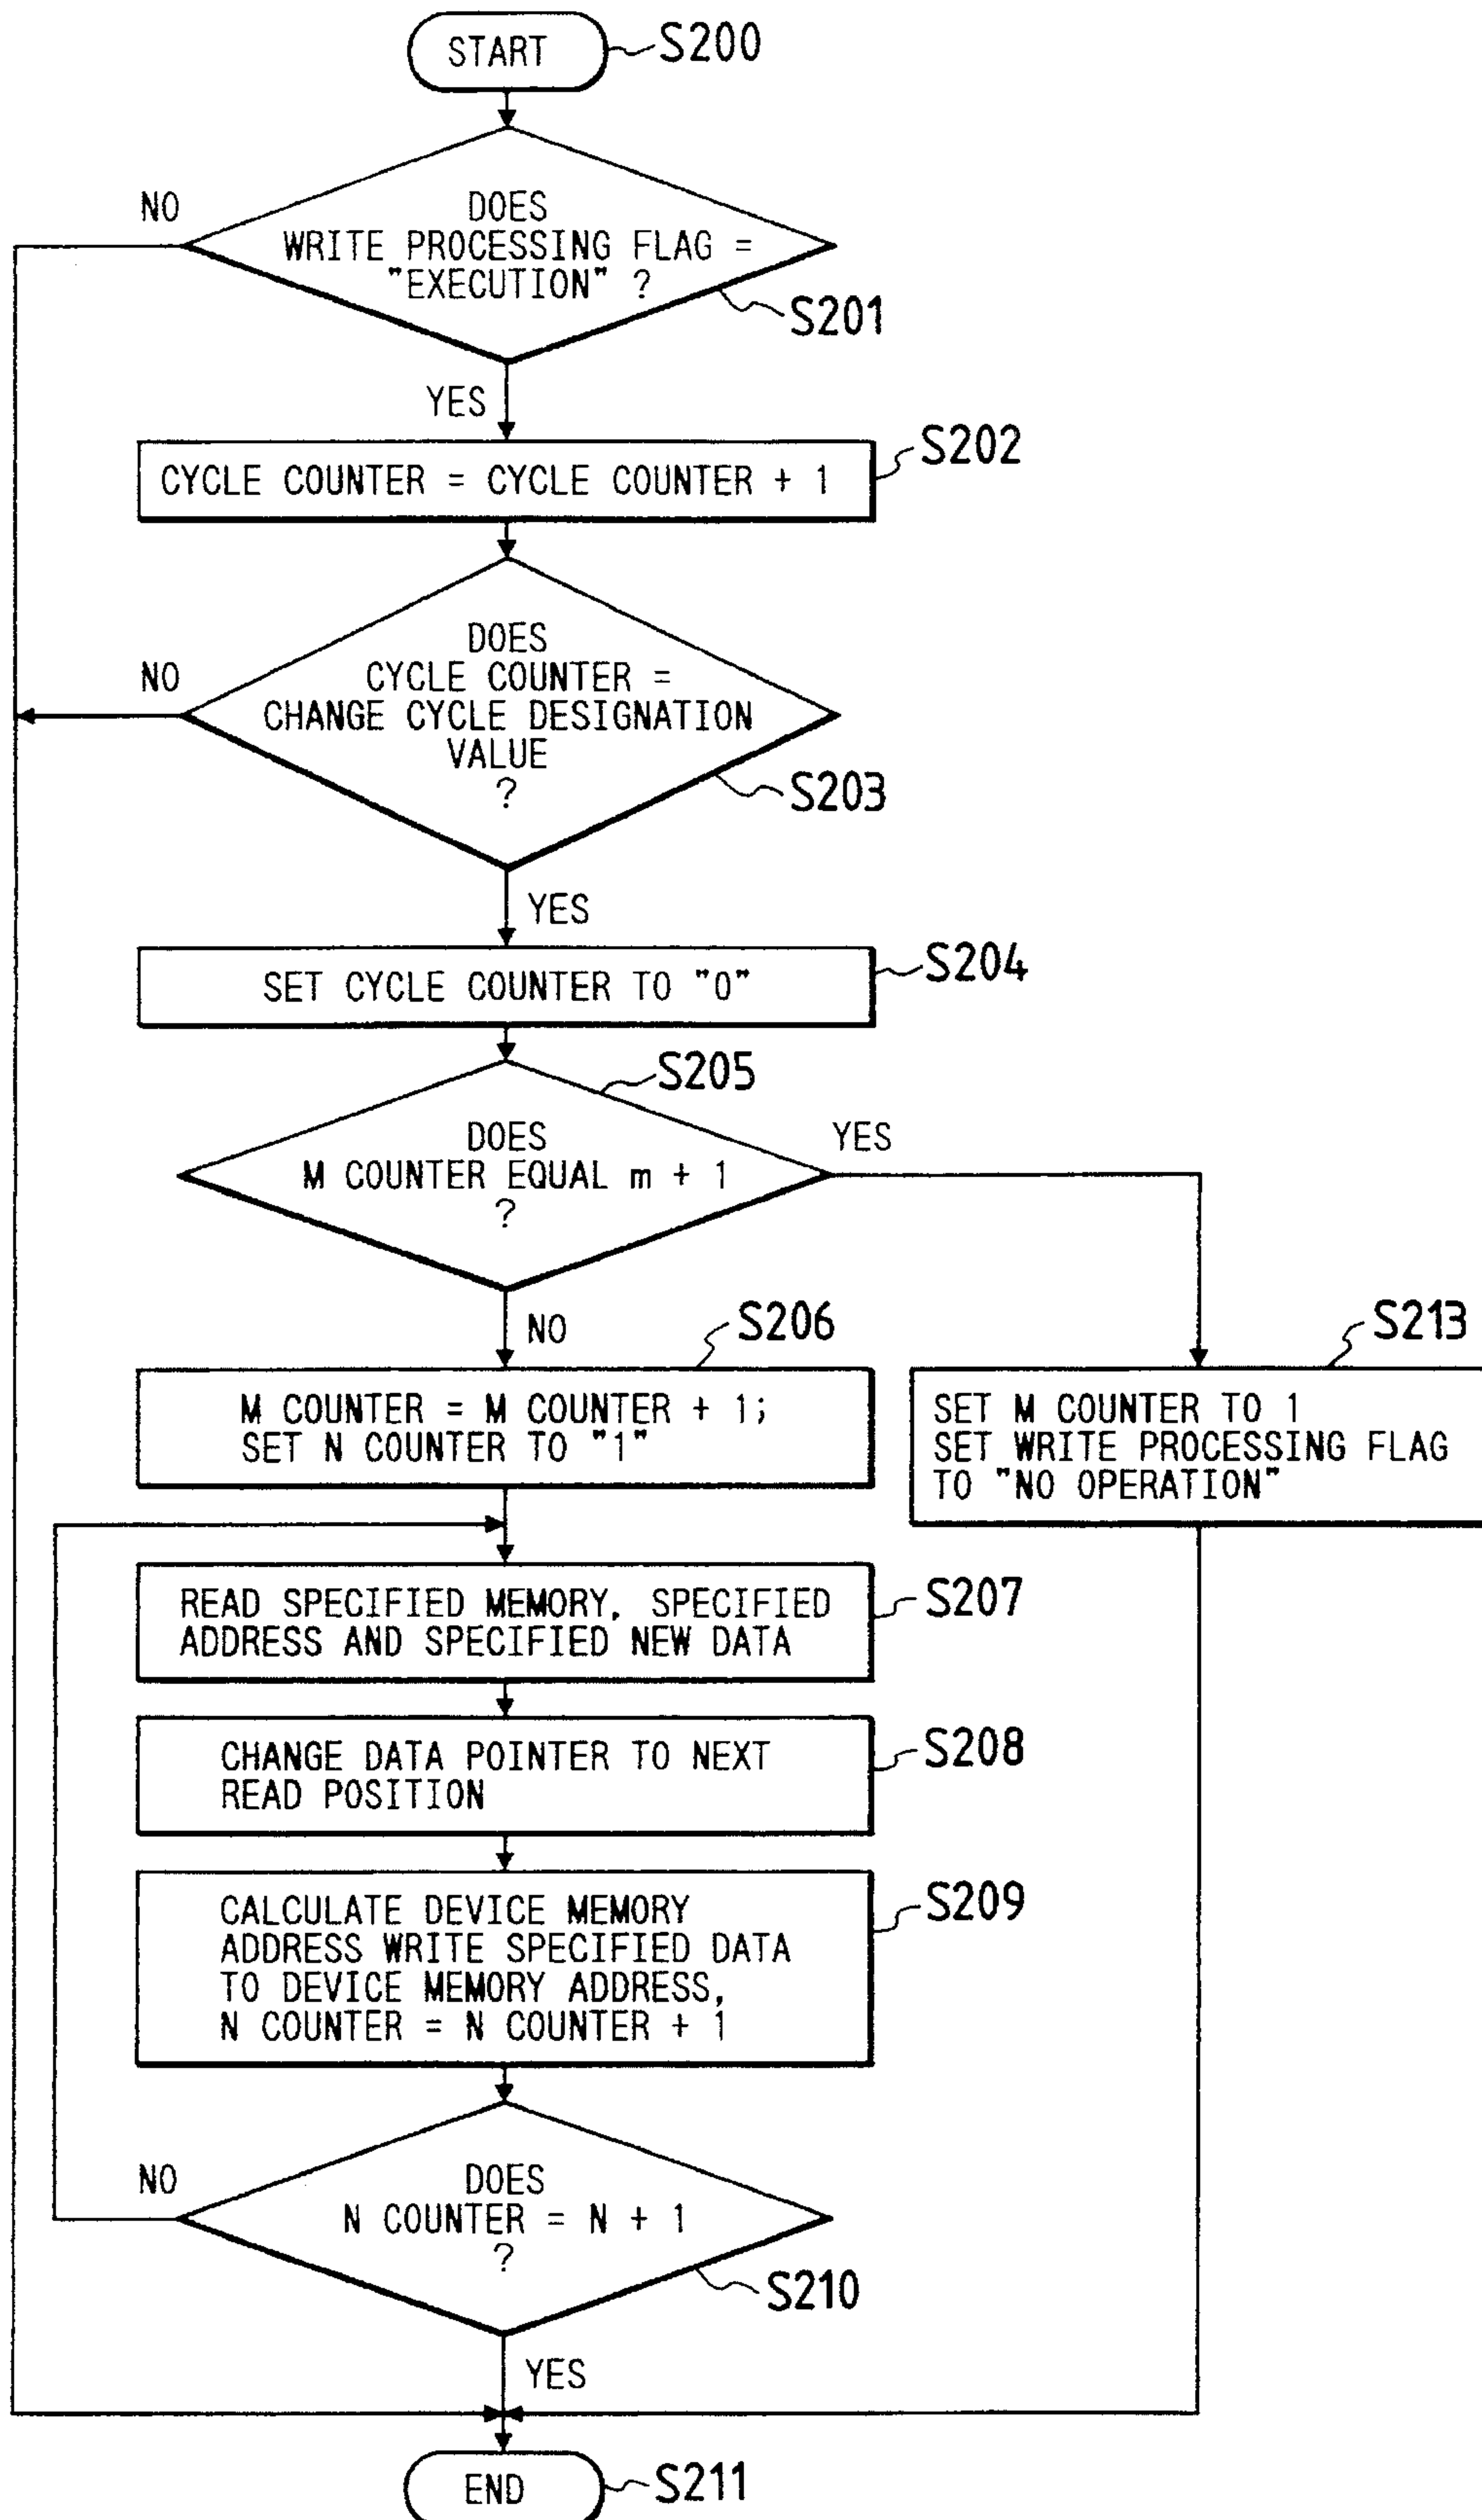 START
S200
NO
DOES
WRITE PROCESSING FLAG =
"EXECUTION" ?
S201
YES
S202
CYCLE COUNTER = CYCLE COUNTER + 1
NO
DOES
CYCLE COUNTER =
CHANGE CYCLE DESIGNATION
VALUE
?
S203
YES
S204
SET CYCLE COUNTER TO "0"
S205
DOES
M COUNTER EQUAL m + 1
?
YES
NO
S206
M COUNTER = M COUNTER + 1;
SET N COUNTER TO "1"
S213
SET M COUNTER TO 1
SET WRITE PROCESSING FLAG
TO "NO OPERATION"
READ SPECIFIED MEMORY, SPECIFIED
ADDRESS AND SPECIFIED NEW DATA
S207
CHANGE DATA POINTER TO NEXT
READ POSITION
S208
CALCULATE DEVICE MEMORY
ADDRESS WRITE SPECIFIED DATA
TO DEVICE MEMORY ADDRESS,
N COUNTER = N COUNTER + 1
S209
NO
DOES
N COUNTER = N + 1
?
S210
YES
END
S211